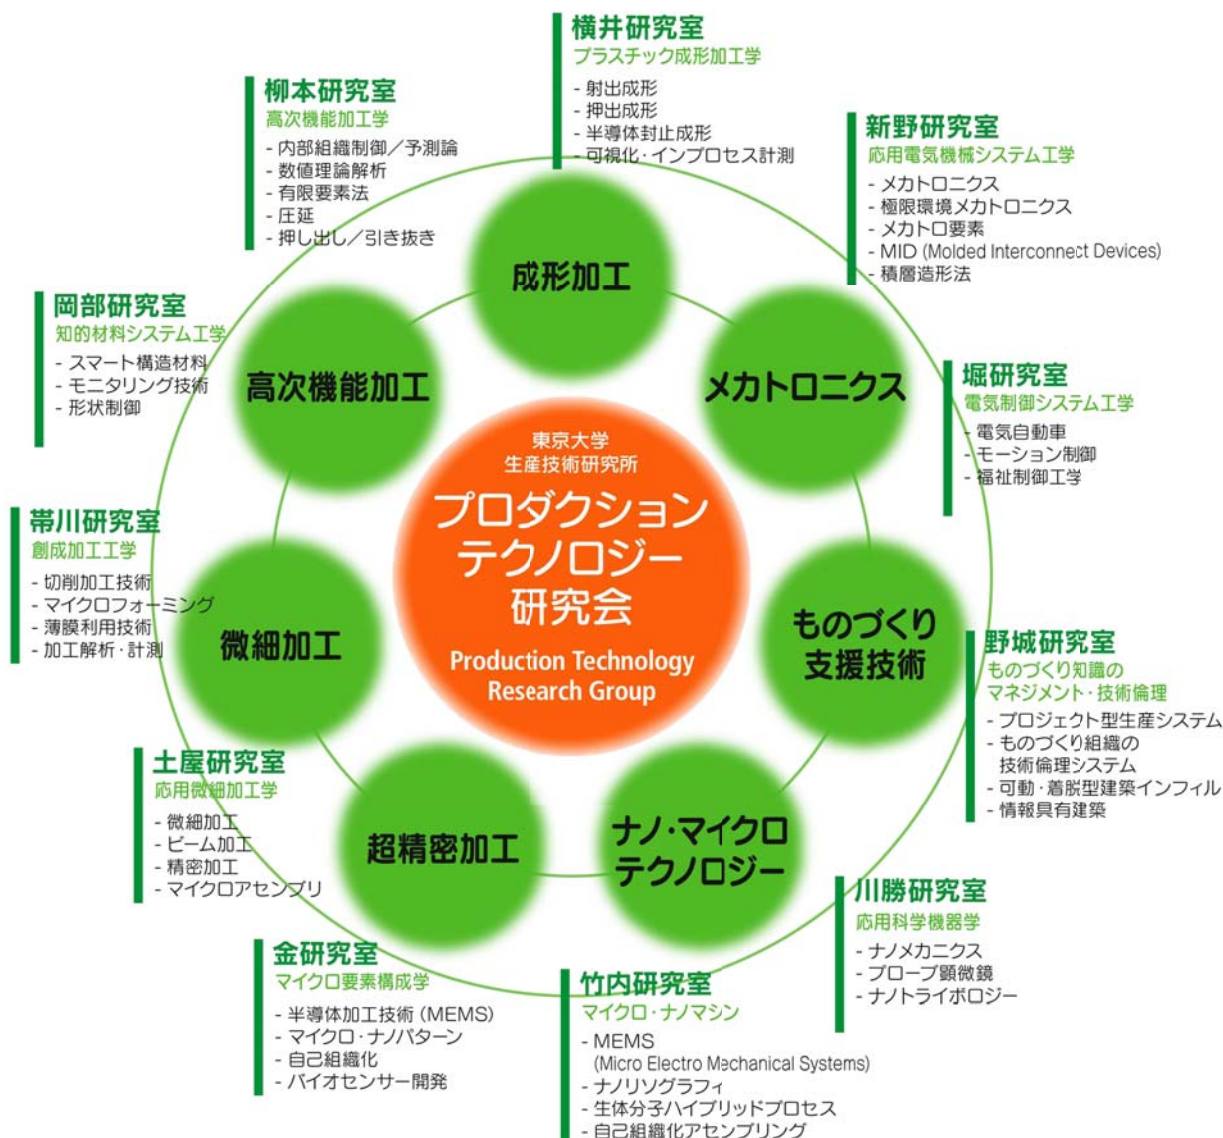 横井研究室
プラスチック成形加工学
- 射出成形
- 押出成形
- 半導体封止成形
- 可視化・インプロセス計測
柳本研究室
高次機能加工学
- 内部組織制御／予測論
- 数値理論解析
- 有限要素法
- 圧延
- 押し出し／引き抜き
新野研究室
応用電気機械システム工学
- メカトロニクス
- 極限環境メカトロニクス
- メカトロ要素
- MID (Molded Interconnect Devices)
- 積層造形法
岡部研究室
知的材料システム工学
- スマート構造材料
- モニタリング技術
- 形状制御
堀研究室
電気制御システム工学
- 電気自動車
- モーション制御
- 福祉制御工学
帯川研究室
創成加工工学
- 切削加工技術
- マイクロフォーミング
- 薄膜利用技術
- 加工解析・計測
野城研究室
ものづくり知識の
マネジメント・技術倫理
- プロジェクト型生産システム
- ものづくり組織の
技術倫理システム
- 可動・着脱型建築インフィル
- 情報具有建築
土屋研究室
応用微細加工学
- 微細加工
- ビーム加工
- 精密加工
- マイクロアセンブリ
川勝研究室
応用科学機器学
- ナノメカニクス
- プローブ顕微鏡
- ナノトライボロジー
金研究室
マイクロ要素構成学
- 半導体加工技術 (MEMS)
- マイクロ・ナノパターン
- 自己組織化
- バイオセンサー開発
竹内研究室
マイクロ・ナノマシン
- MEMS
(Micro Electro Mechanical Systems)
- ナノリソグラフィ
- 生体分子ハイブリッドプロセス
- 自己組織化アセンブリング
成形加工
高次機能加工
メカトロニクス
微細加工
ものづくり
支援技術
超精密加工
ナノ・マイクロ
テクノロジー
東京大学
生産技術研究所
プロダクション
テクノロジー
研究会
Production Technology
Research Group